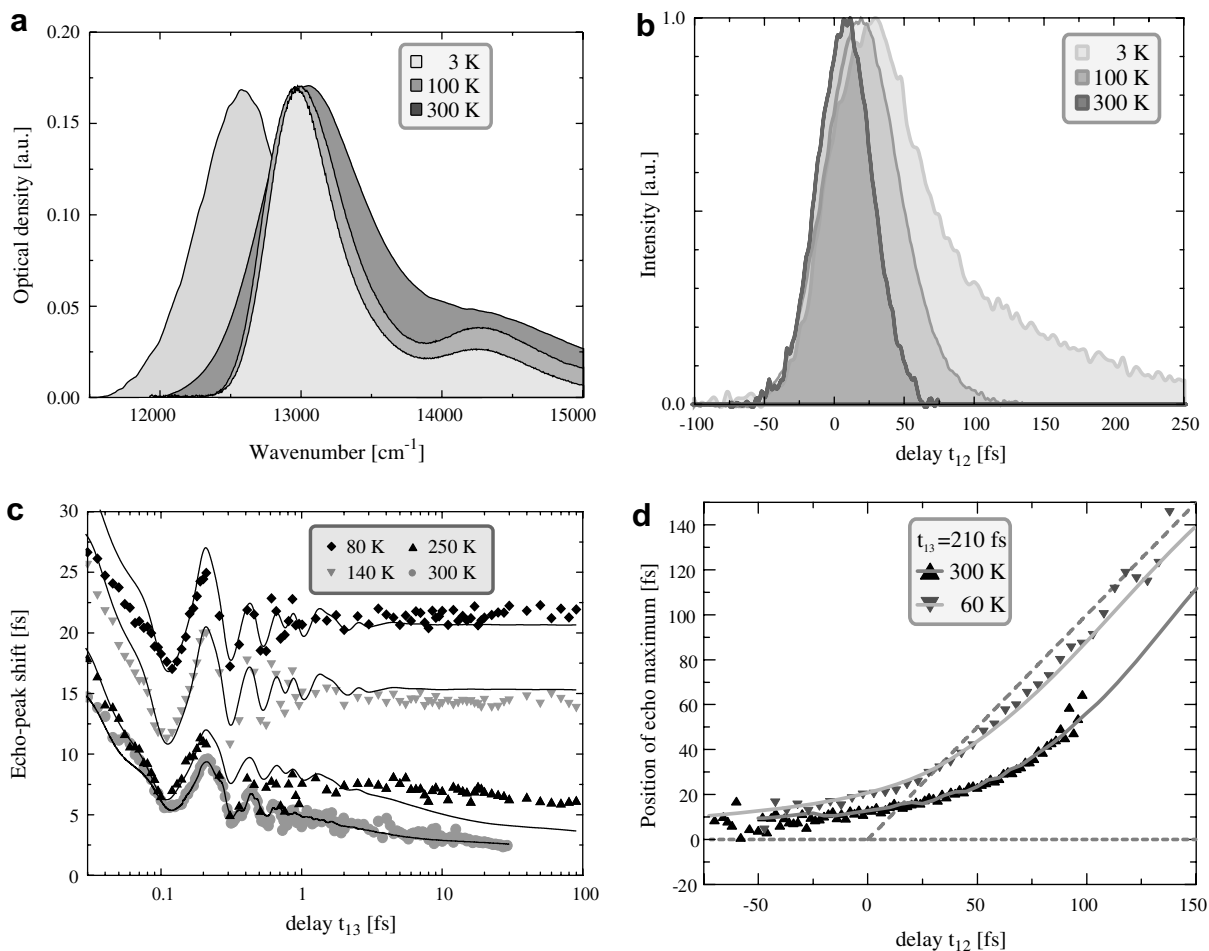 a
0.20
0.15
0.10
0.05
0.00
Optical density [a.u.]
3 K
100 K
300 K
12000
13000
14000
15000
Wavenumber [cm⁻¹]
b
1.0
0.0
Intensity [a.u.]
3 K
100 K
300 K
-100
-50
0
50
100
150
200
250
delay t₁₂ [fs]
c
30
25
20
15
10
5
0
Echo-peak shift [fs]
80 K
250 K
140 K
300 K
0.1
1
10
100
delay t₁₃ [fs]
d
140
120
100
80
60
40
20
0
-20
Position of echo maximum [fs]
t₁₃=210 fs
300 K
60 K
-50
0
50
100
150
delay t₁₂ [fs]